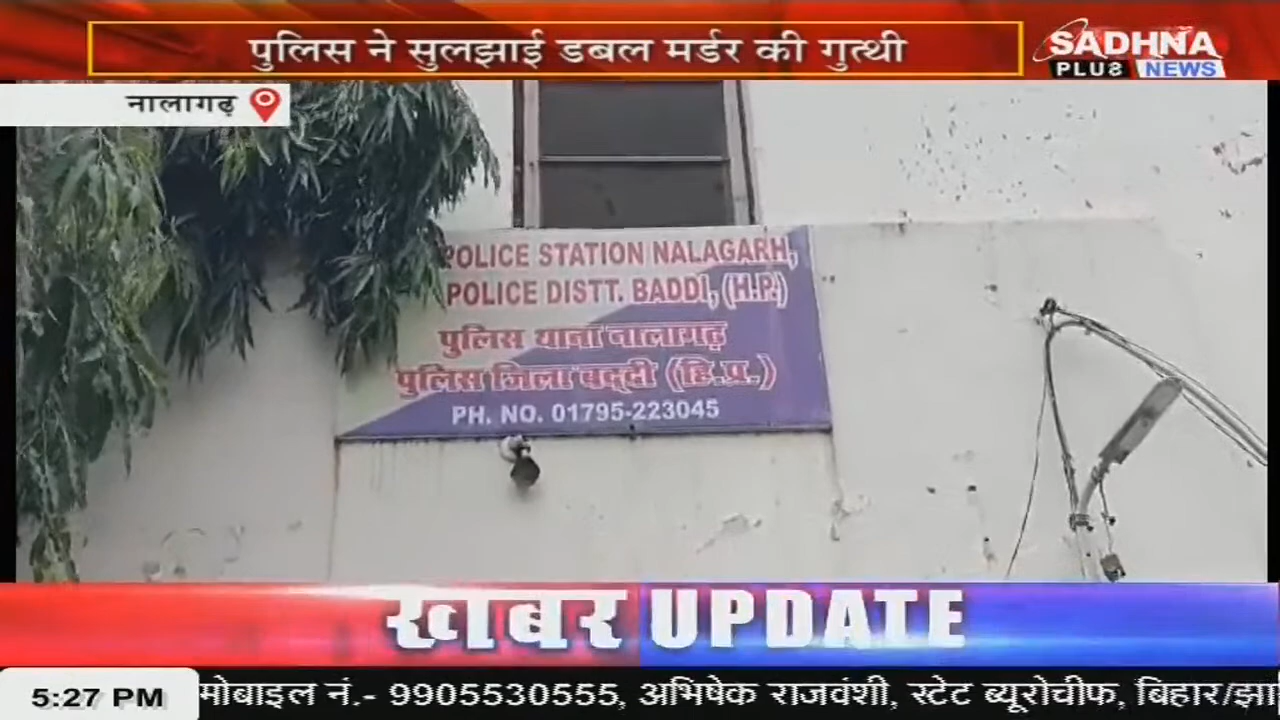 पुलिस ने सुलझाई डबल मर्डर की गुत्थी
SADHNA
PLUS NEWS
नालागढ़
POLICE STATION NALAGARH,
POLICE DISTT. BADDI, (H.P.)
पुलिस थाना नालागढ़
पुलिस जिला बद्दी (हि.प्र.)
PH. NO. 01795-223045
खबर UPDATE
5:27 PM
मोबाइल नं.- 9905530555, अभिषेक राजवंशी, स्टेट ब्यूरोचीफ, बिहार/झा